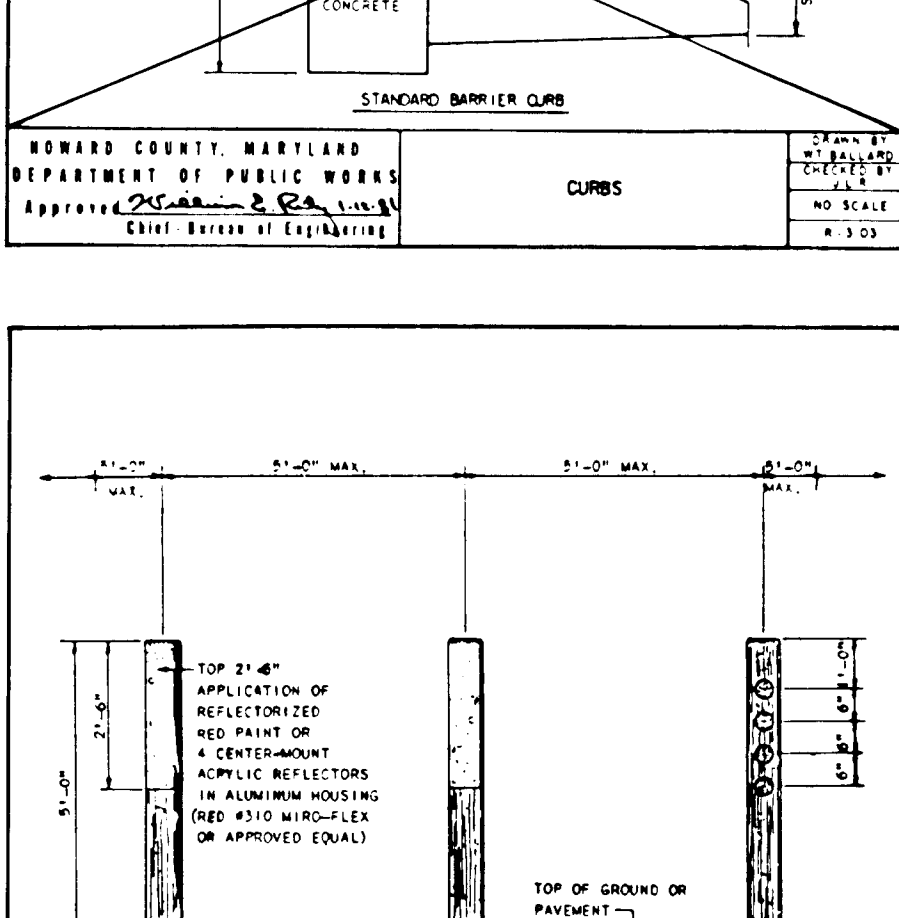 CONCRETE
STANDARD BARRIER CURB
HOWARD COUNTY, MARYLAND
DEPARTMENT OF PUBLIC WORKS
Approved
Chief - Bureau of Engineering
CURBS
DRAWN BY
WT BALLARD
CHECKED BY
J L R
NO SCALE
R - 3 03
5'-0" MAX.
5'-0" MAX.
5'-0" MAX.
5'-0" MAX.
TOP 2'-6"
APPLICATION OF
REFLECTORIZED
RED PAINT OR
4 CENTER-MOUNT
ACRYLIC REFLECTORS
IN ALUMINUM HOUSING
(RED #310 MIRO-FLEX
OR APPROVED EQUAL)
2'-6"
5'-0"
1'-0"
6"
6"
6"
TOP OF GROUND OR
PAVEMENT